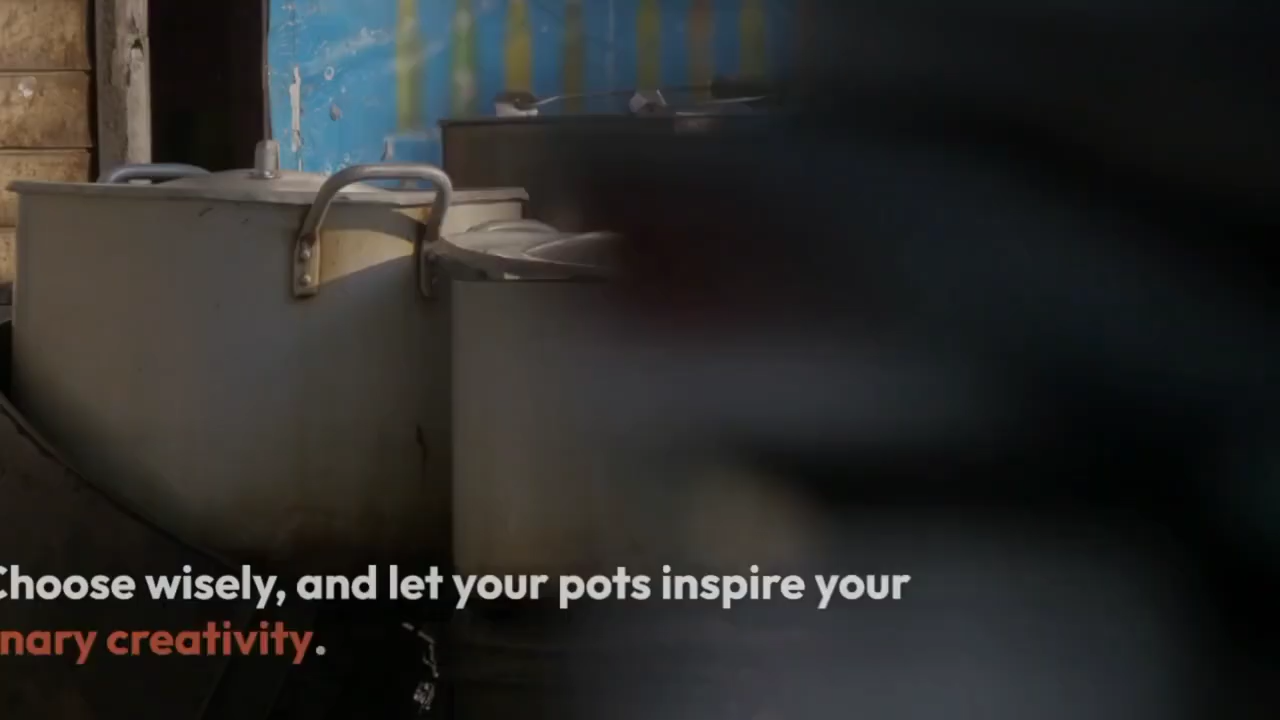 Choose wisely, and let your pots inspire your
nary creativity.